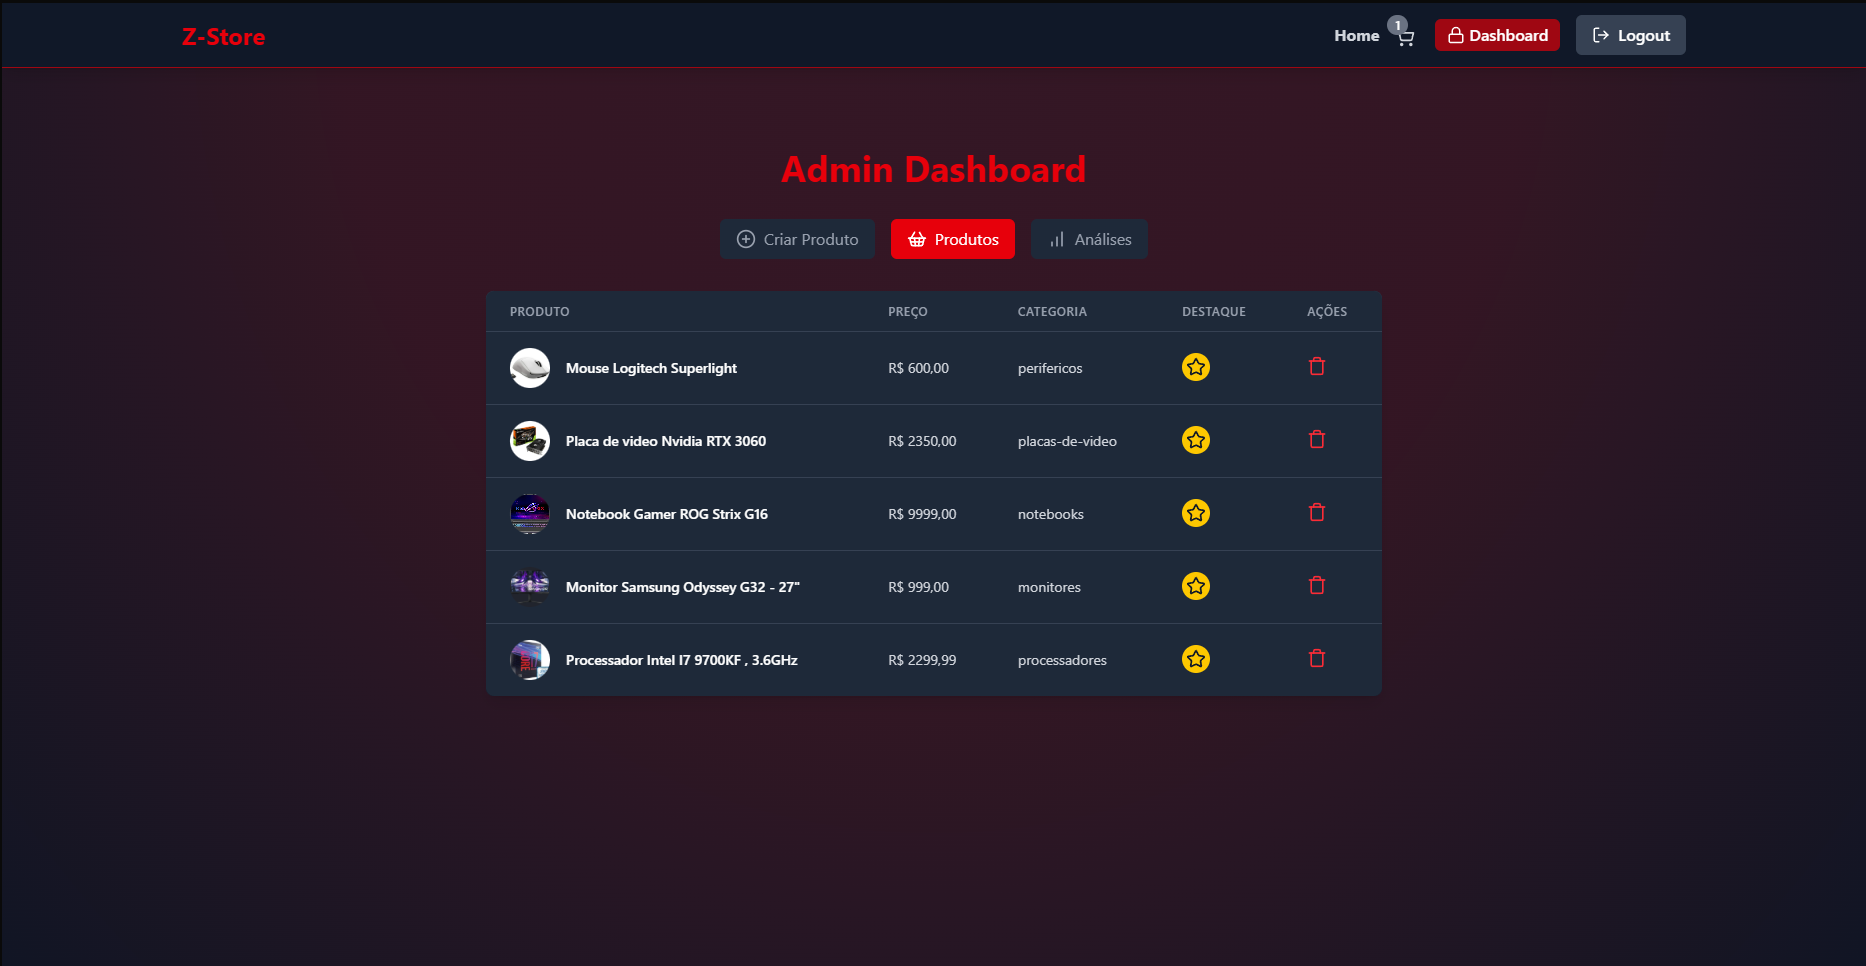 Z-Store
Home 1 Dashboard Logout
Admin Dashboard
Criar Produto Produtos Análises
PRODUTO PREÇO CATEGORIA DESTAQUE AÇÕES
Mouse Logitech Superlight R$ 600,00 perifericos
Placa de video Nvidia RTX 3060 R$ 2350,00 placas-de-video
Notebook Gamer ROG Strix G16 R$ 9999,00 notebooks
Monitor Samsung Odyssey G32 - 27" R$ 999,00 monitores
Processador Intel I7 9700KF , 3.6GHz R$ 2299,99 processadores